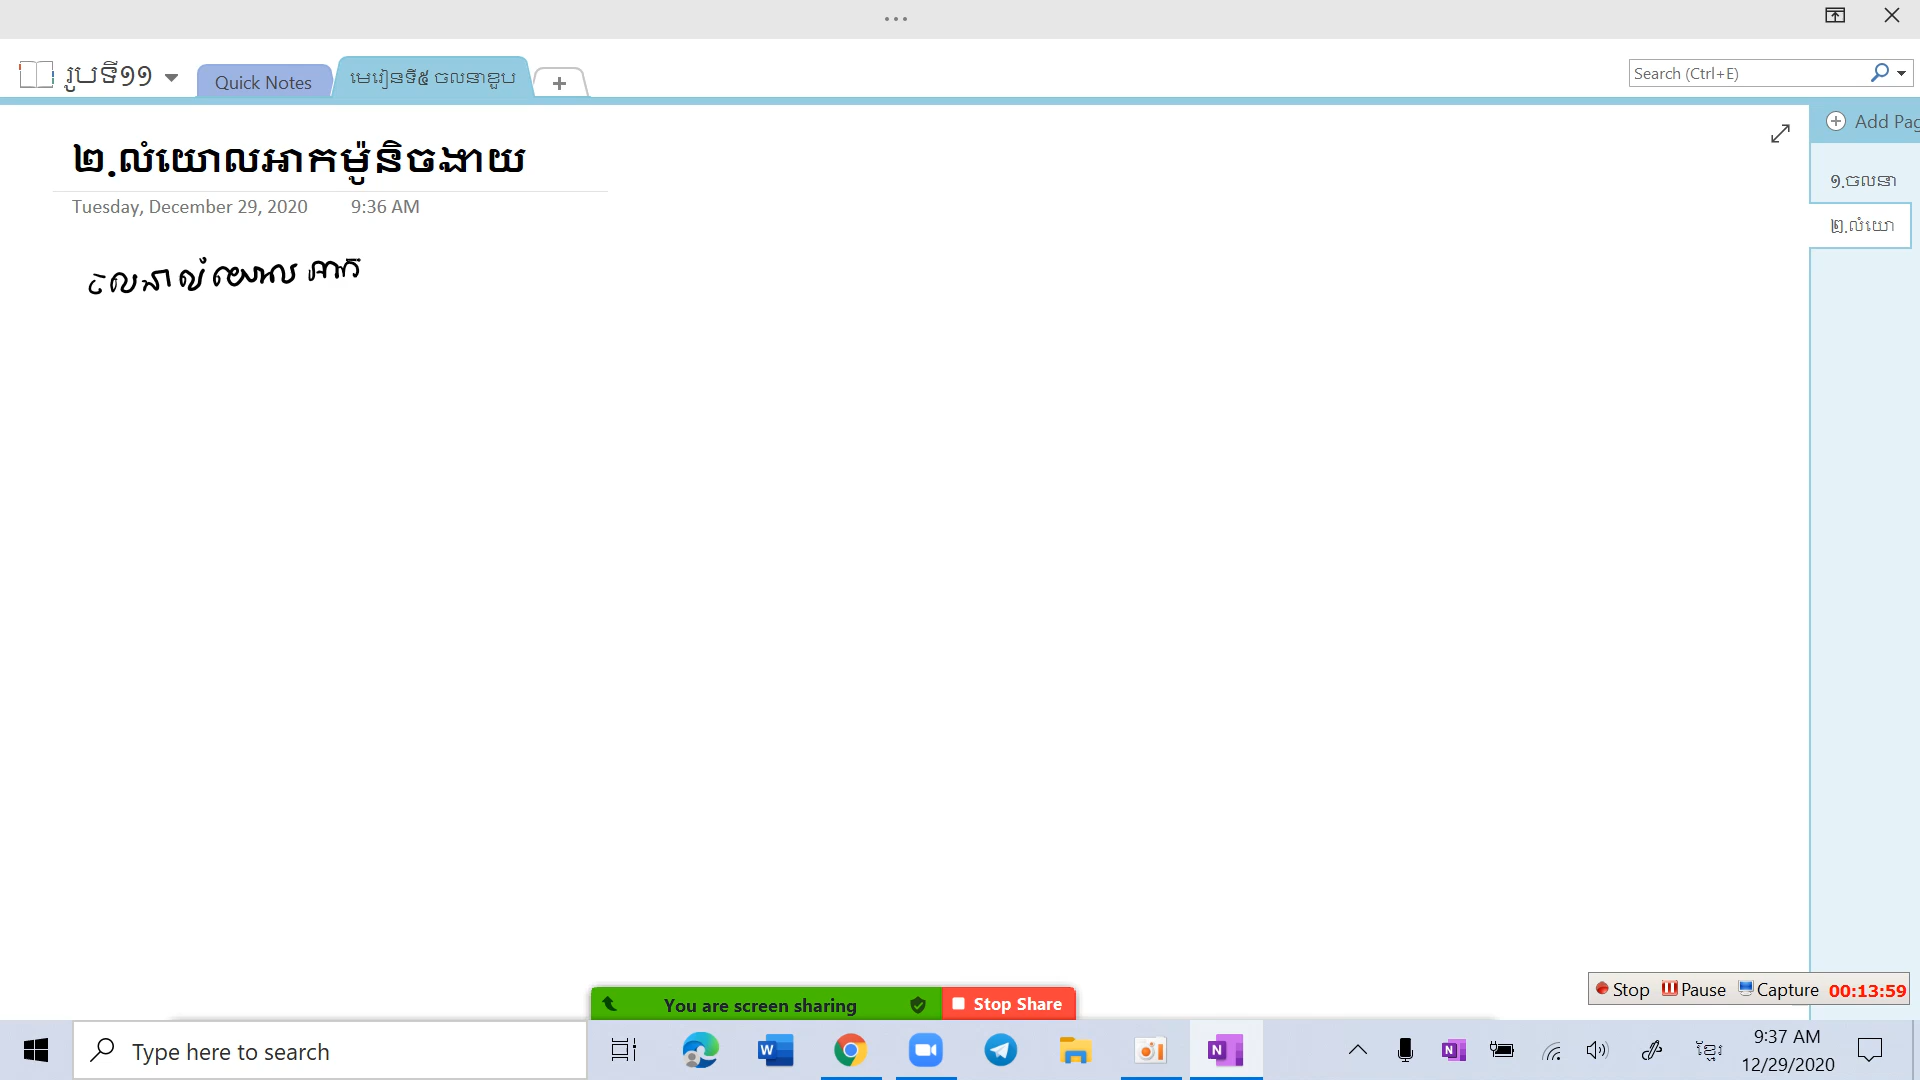 រូបទី១១
Quick Notes
មេរៀនទី៥ ចលនាខួប
+
Search (Ctrl+E)
២.លំយោលអាកម៉ូនិចងាយ
Add Pag
Tuesday, December 29, 2020 9:36 AM
១.ចលនា
២.លំយោ
ចលនាលំយោល អាក
Stop Pause Capture 00:13:59
You are screen sharing Stop Share
Type here to search
ខ្មែរ
9:37 AM
12/29/2020